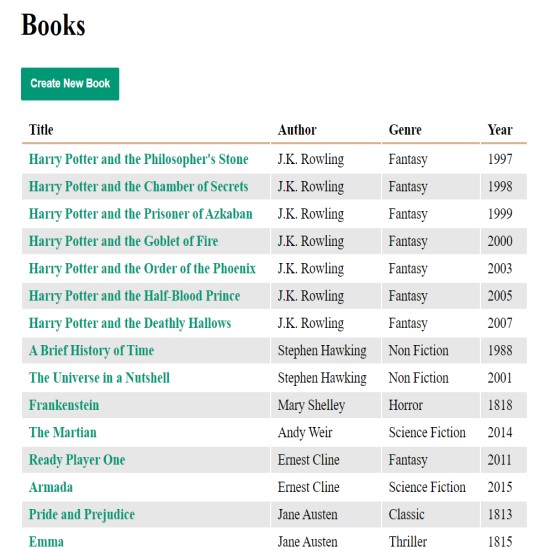 Books
Create New Book
Title Author Genre Year
Harry Potter and the Philosopher's Stone J.K. Rowling Fantasy 1997
Harry Potter and the Chamber of Secrets J.K. Rowling Fantasy 1998
Harry Potter and the Prisoner of Azkaban J.K. Rowling Fantasy 1999
Harry Potter and the Goblet of Fire J.K. Rowling Fantasy 2000
Harry Potter and the Order of the Phoenix J.K. Rowling Fantasy 2003
Harry Potter and the Half-Blood Prince J.K. Rowling Fantasy 2005
Harry Potter and the Deathly Hallows J.K. Rowling Fantasy 2007
A Brief History of Time Stephen Hawking Non Fiction 1988
The Universe in a Nutshell Stephen Hawking Non Fiction 2001
Frankenstein Mary Shelley Horror 1818
The Martian Andy Weir Science Fiction 2014
Ready Player One Ernest Cline Fantasy 2011
Armada Ernest Cline Science Fiction 2015
Pride and Prejudice Jane Austen Classic 1813
Emma Jane Austen Thriller 1815